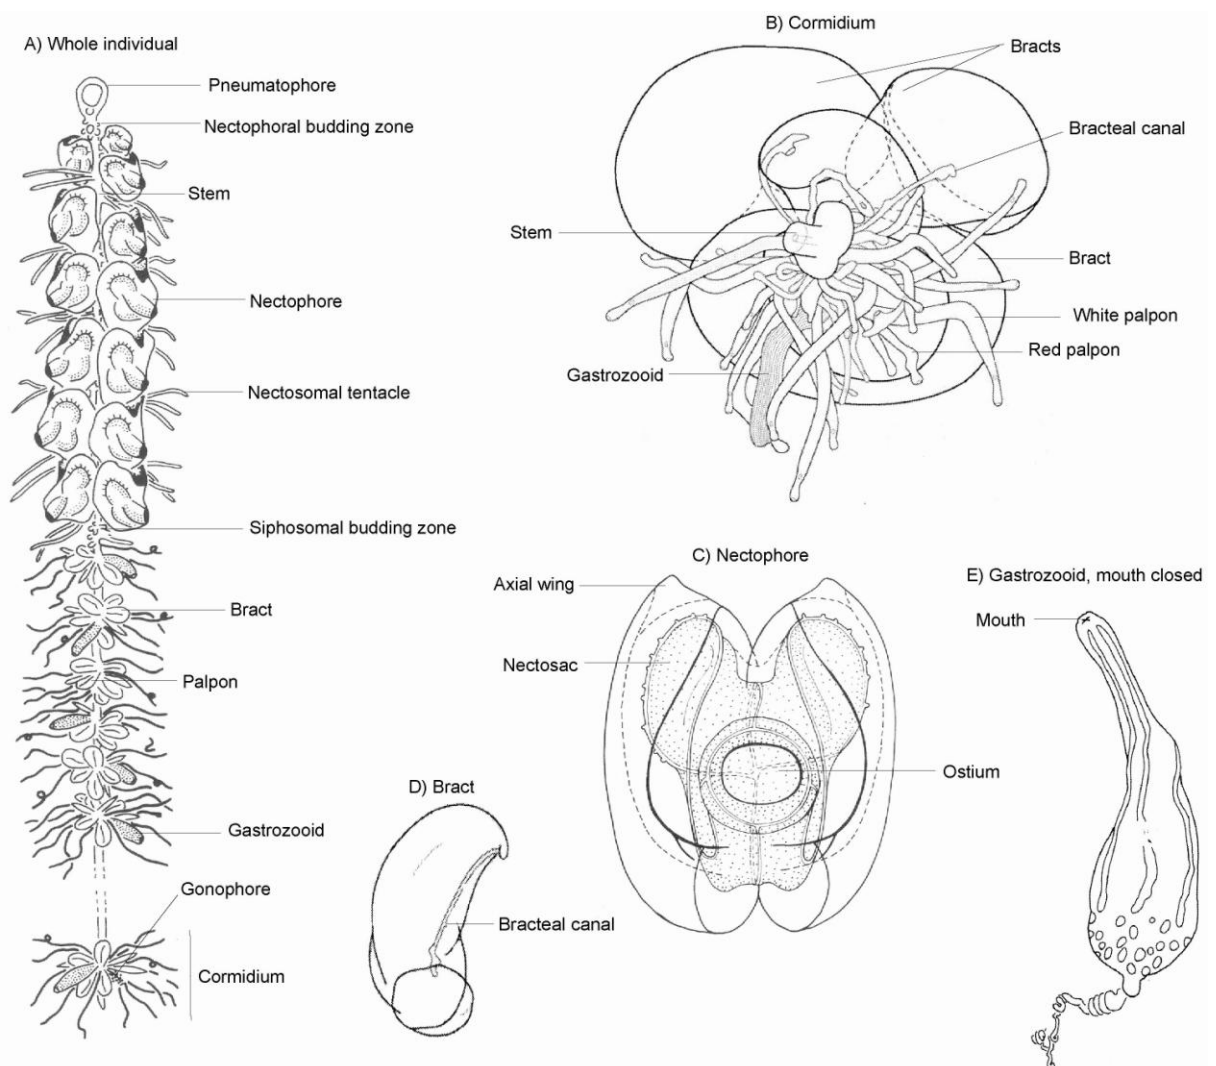 A) Whole individual
Pneumatophore
Nectophoral budding zone
Stem
Nectophore
Nectosomal tentacle
Siphosomal budding zone
Bract
Palpon
Gastrozooid
Gonophore
Cormidium
B) Cormidium
Bracts
Bracteal canal
Stem
Bract
White palpon
Red palpon
Gastrozooid
C) Nectophore
Axial wing
Nectosac
Ostium
D) Bract
Bracteal canal
E) Gastrozooid, mouth closed
Mouth